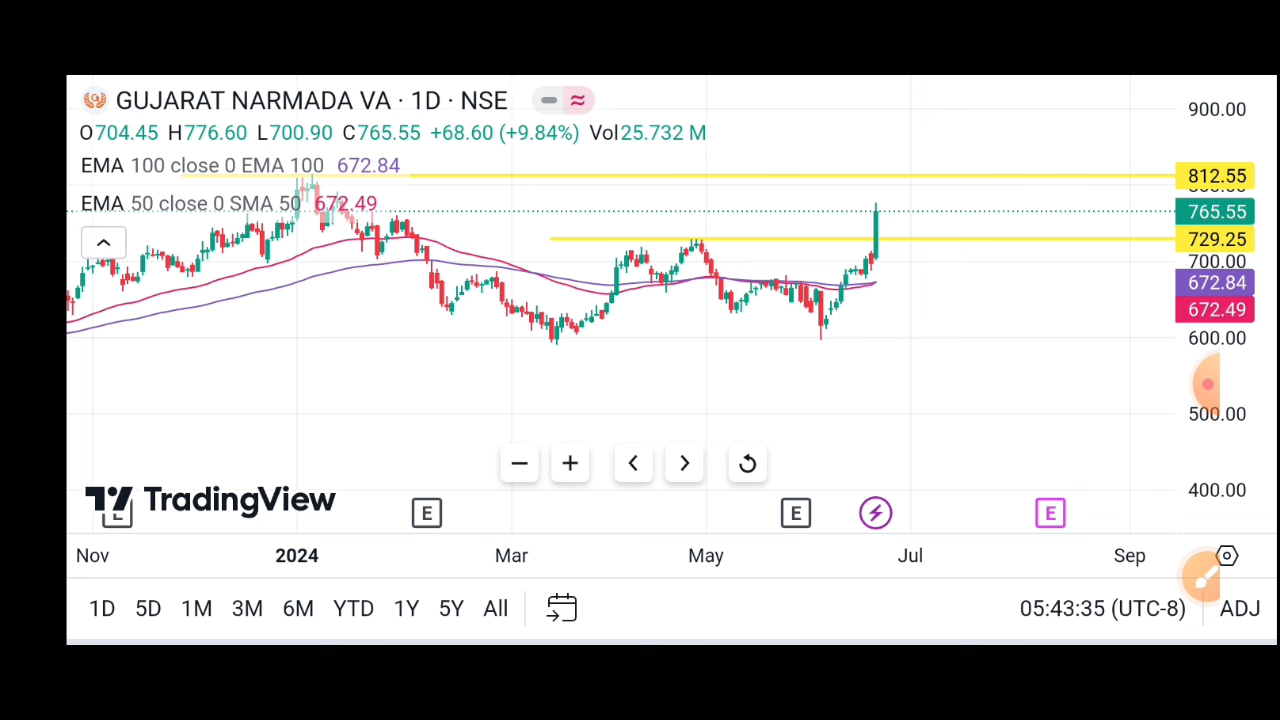 GUJARAT NARMADA VA · 1D · NSE
O704.45 H776.60 L700.90 C765.55 +68.60 (+9.84%) Vol25.732 M
EMA 100 close 0 EMA 100 672.84
EMA 50 close 0 SMA 50 672.49
900.00
812.55
765.55
729.25
700.00
672.84
672.49
600.00
500.00
400.00
TradingView
E E E
Nov 2024 Mar May Jul Sep
1D 5D 1M 3M 6M YTD 1Y 5Y All 05:43:35 (UTC-8) ADJ